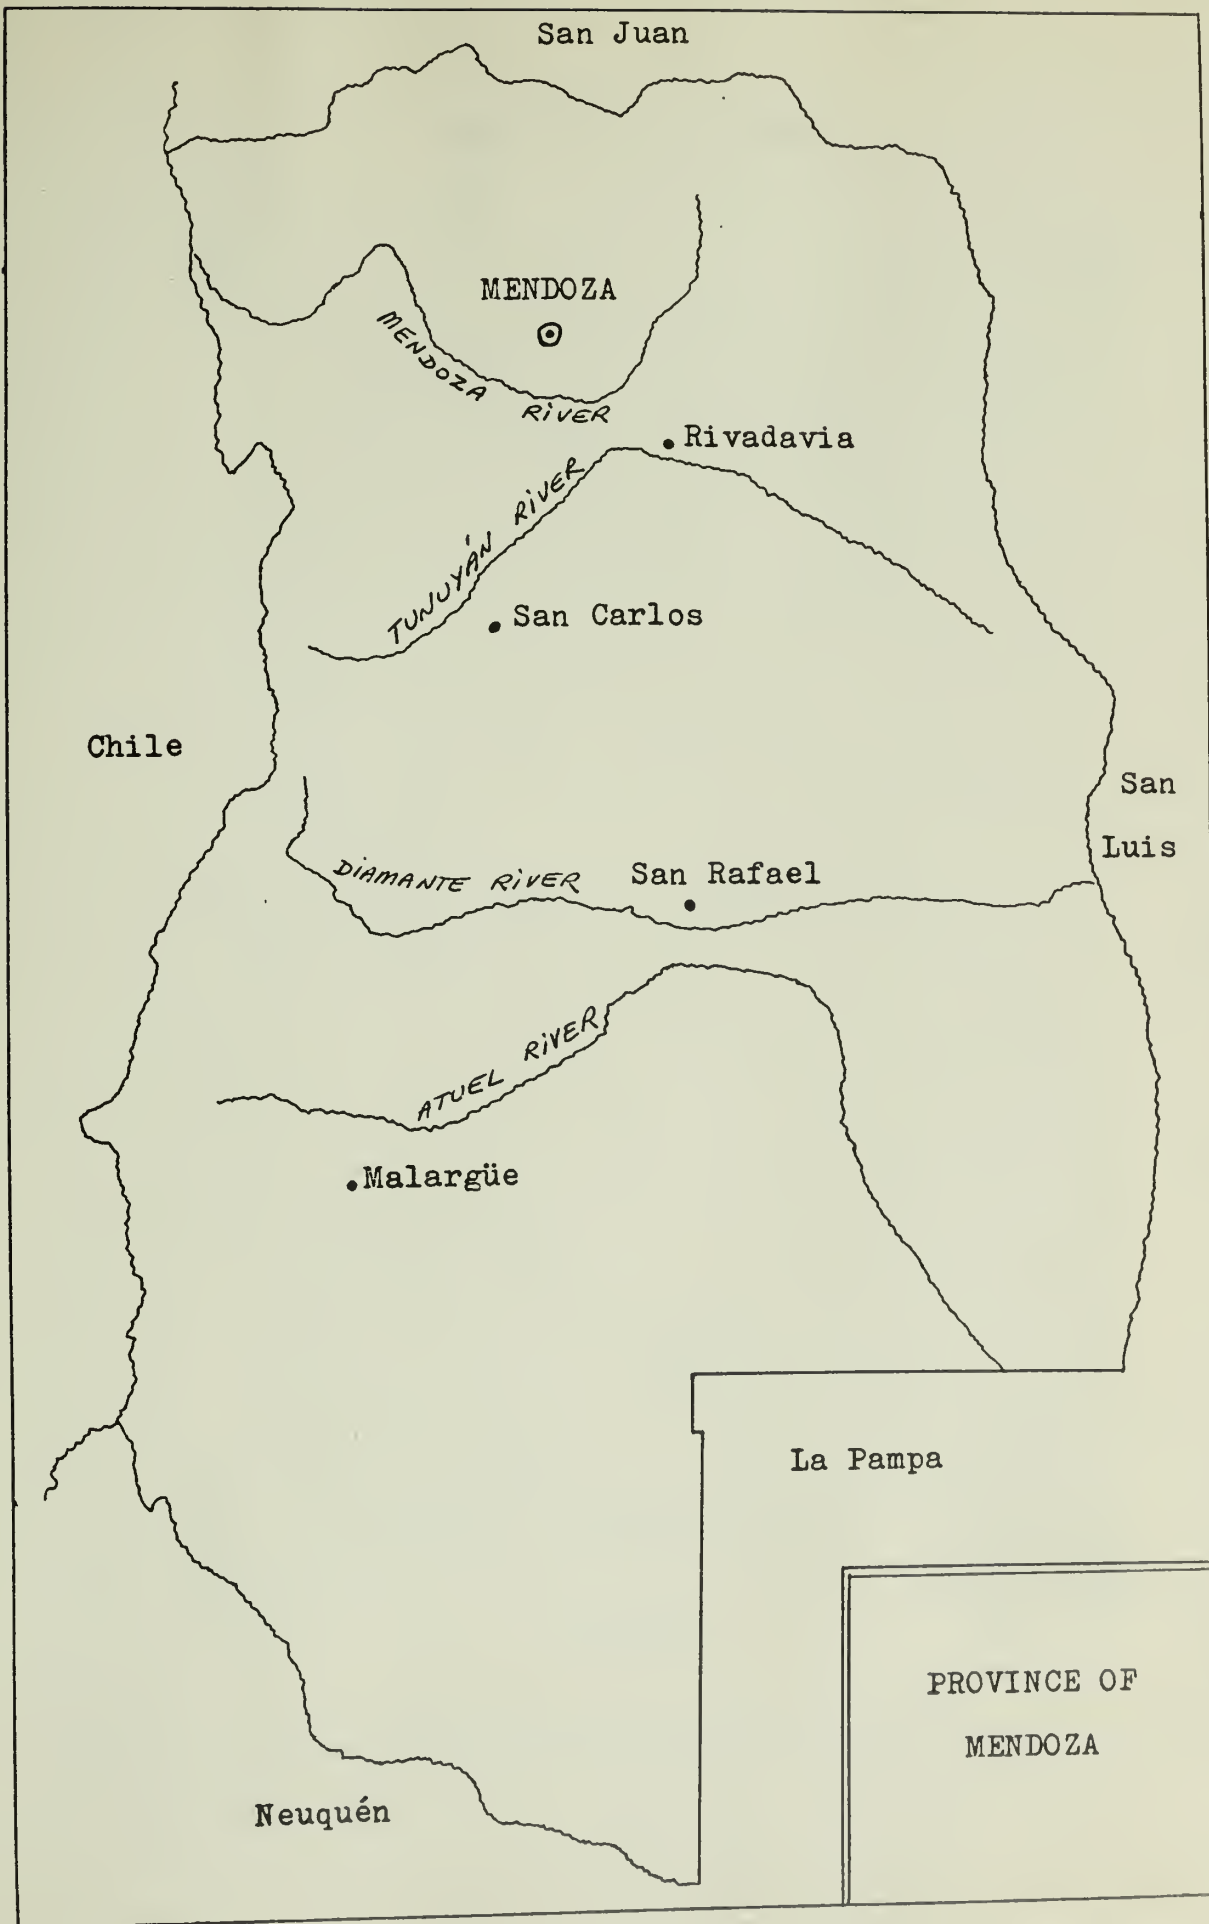 San Juan
MENDOZA
MENDOZA RIVER
Rivadavia
TUNUYÁN RIVER
San Carlos
Chile
San
Luis
DIAMANTE RIVER
San Rafael
ATUEL RIVER
Malargüe
La Pampa
PROVINCE OF
MENDOZA
Neuquén